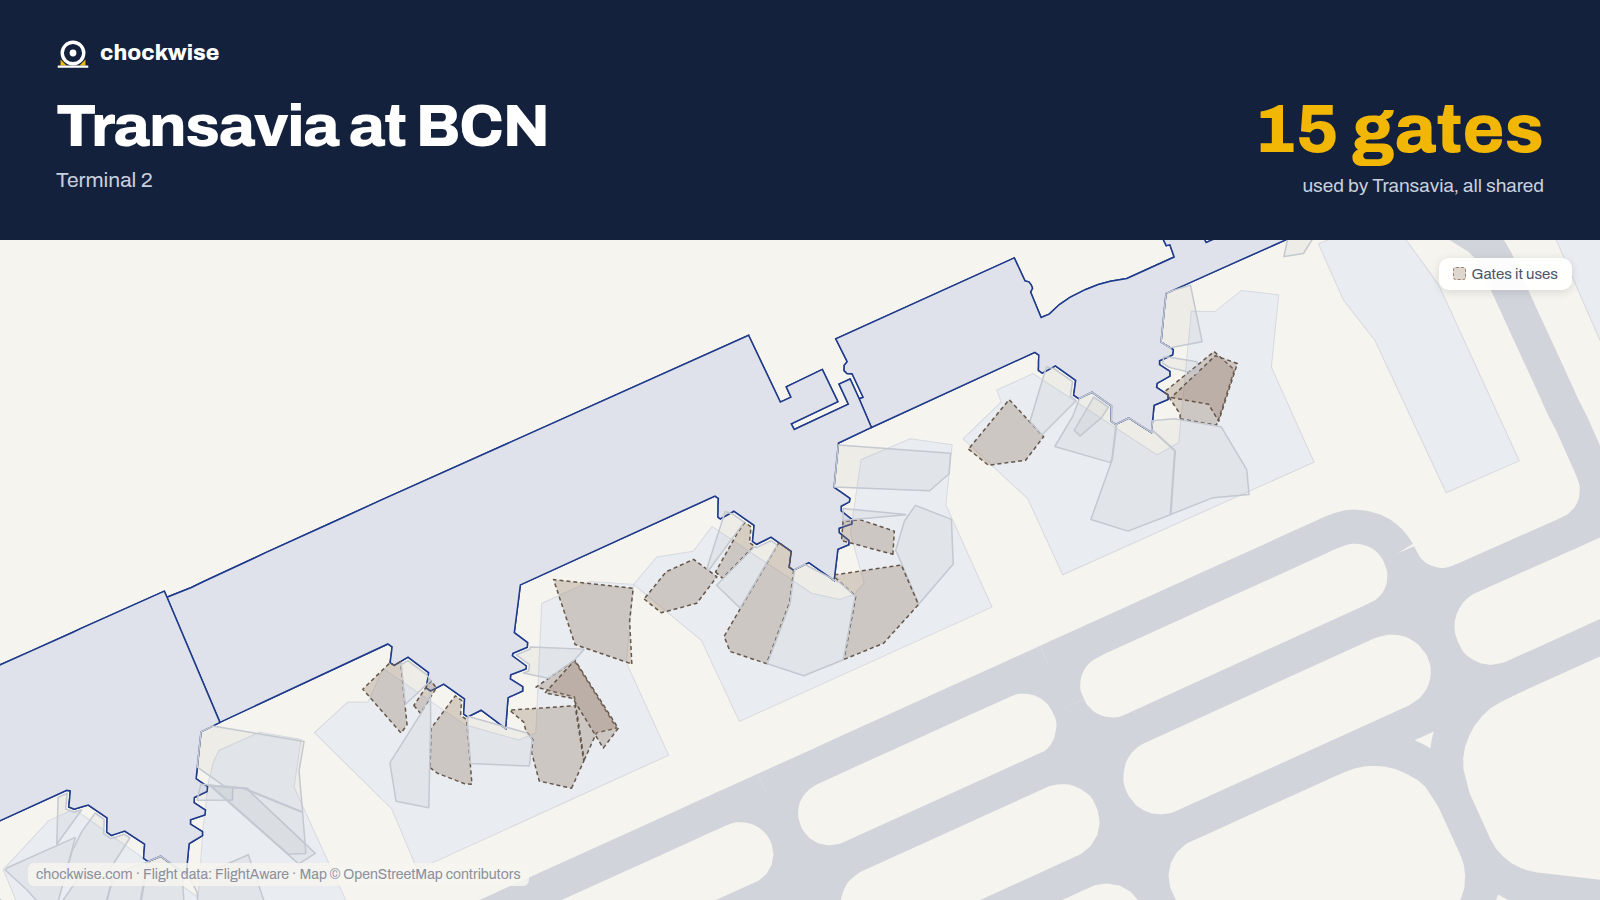 chockwise
Transavia at BCN
Terminal 2
15 gates
used by Transavia, all shared
Gates it uses
chockwise.com · Flight data: FlightAware · Map © OpenStreetMap contributors